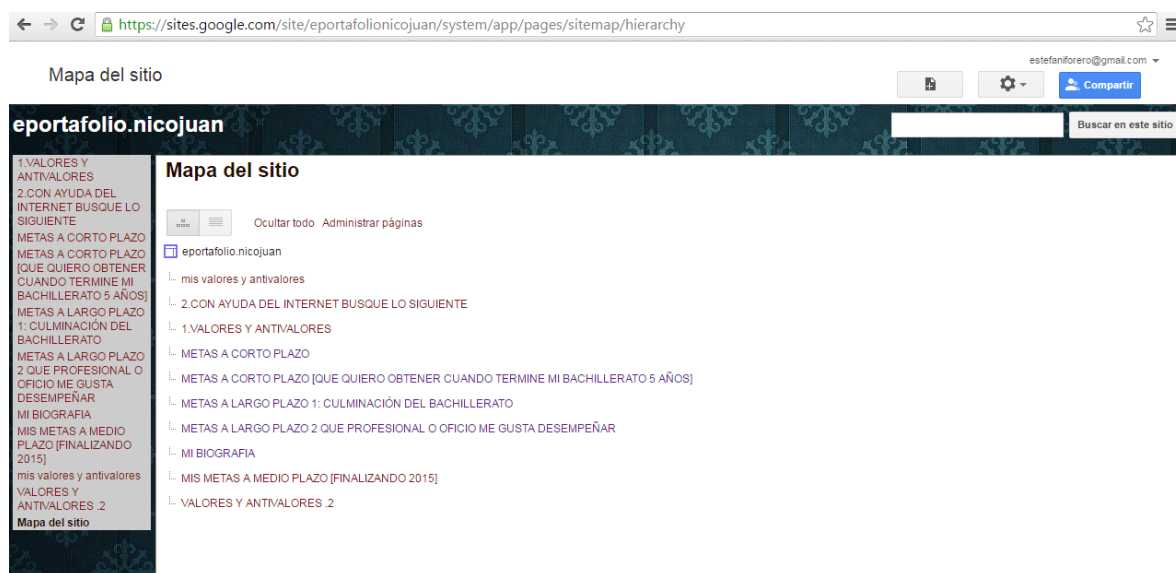 https://sites.google.com/site/eportafolionicojuan/system/app/pages/sitemap/hierarchy
estefaniforero@gmail.com
Mapa del sitio
Compartir
eportafolio.nicojuan
Buscar en este sitio
1.VALORES Y
ANTIVALORES
2.CON AYUDA DEL
INTERNET BUSQUE LO
SIGUIENTE
METAS A CORTO PLAZO
METAS A CORTO PLAZO
[QUE QUIERO OBTENER
CUANDO TERMINE MI
BACHILLERATO 5 AÑOS]
METAS A LARGO PLAZO
1: CULMINACIÓN DEL
BACHILLERATO
METAS A LARGO PLAZO
2 QUE PROFESIONAL O
OFICIO ME GUSTA
DESEMPEÑAR
MI BIOGRAFIA
MIS METAS A MEDIO
PLAZO [FINALIZANDO
2015]
mis valores y antivalores
VALORES Y
ANTIVALORES .2
Mapa del sitio
Mapa del sitio
Ocultar todo Administrar páginas
eportafolio.nicojuan
mis valores y antivalores
2.CON AYUDA DEL INTERNET BUSQUE LO SIGUIENTE
1.VALORES Y ANTIVALORES
METAS A CORTO PLAZO
METAS A CORTO PLAZO [QUE QUIERO OBTENER CUANDO TERMINE MI BACHILLERATO 5 AÑOS]
METAS A LARGO PLAZO 1: CULMINACIÓN DEL BACHILLERATO
METAS A LARGO PLAZO 2 QUE PROFESIONAL O OFICIO ME GUSTA DESEMPEÑAR
MI BIOGRAFIA
MIS METAS A MEDIO PLAZO [FINALIZANDO 2015]
VALORES Y ANTIVALORES .2